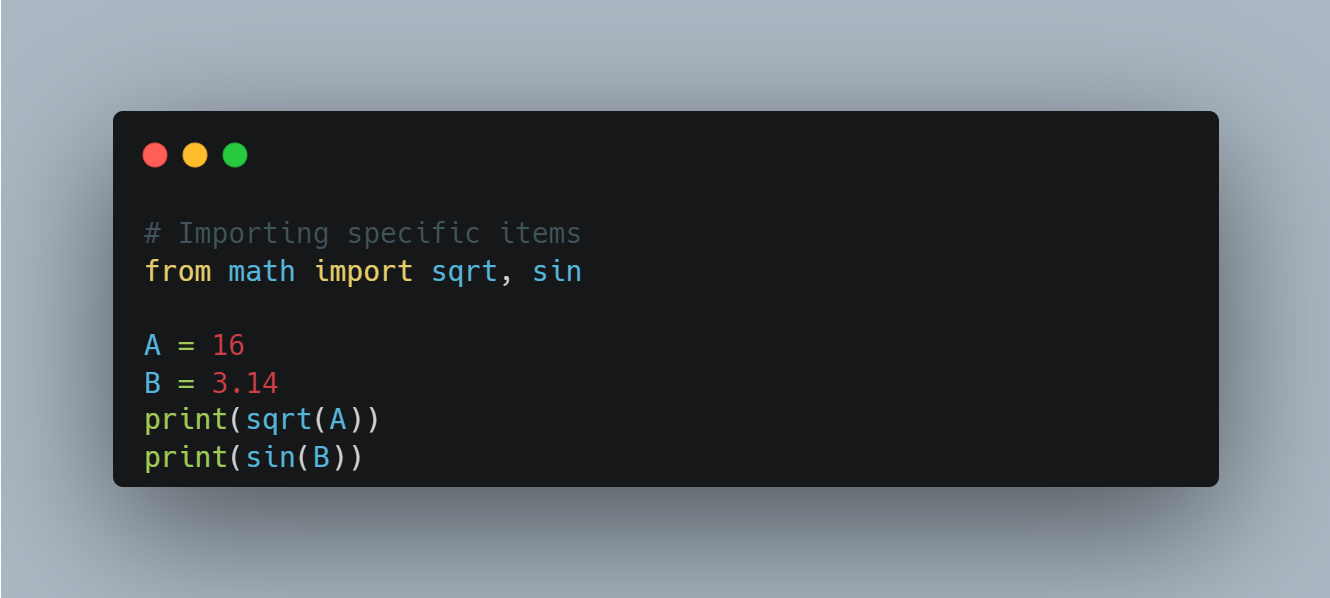 # Importing specific items
from math import sqrt, sin

A = 16
B = 3.14
print(sqrt(A))
print(sin(B))